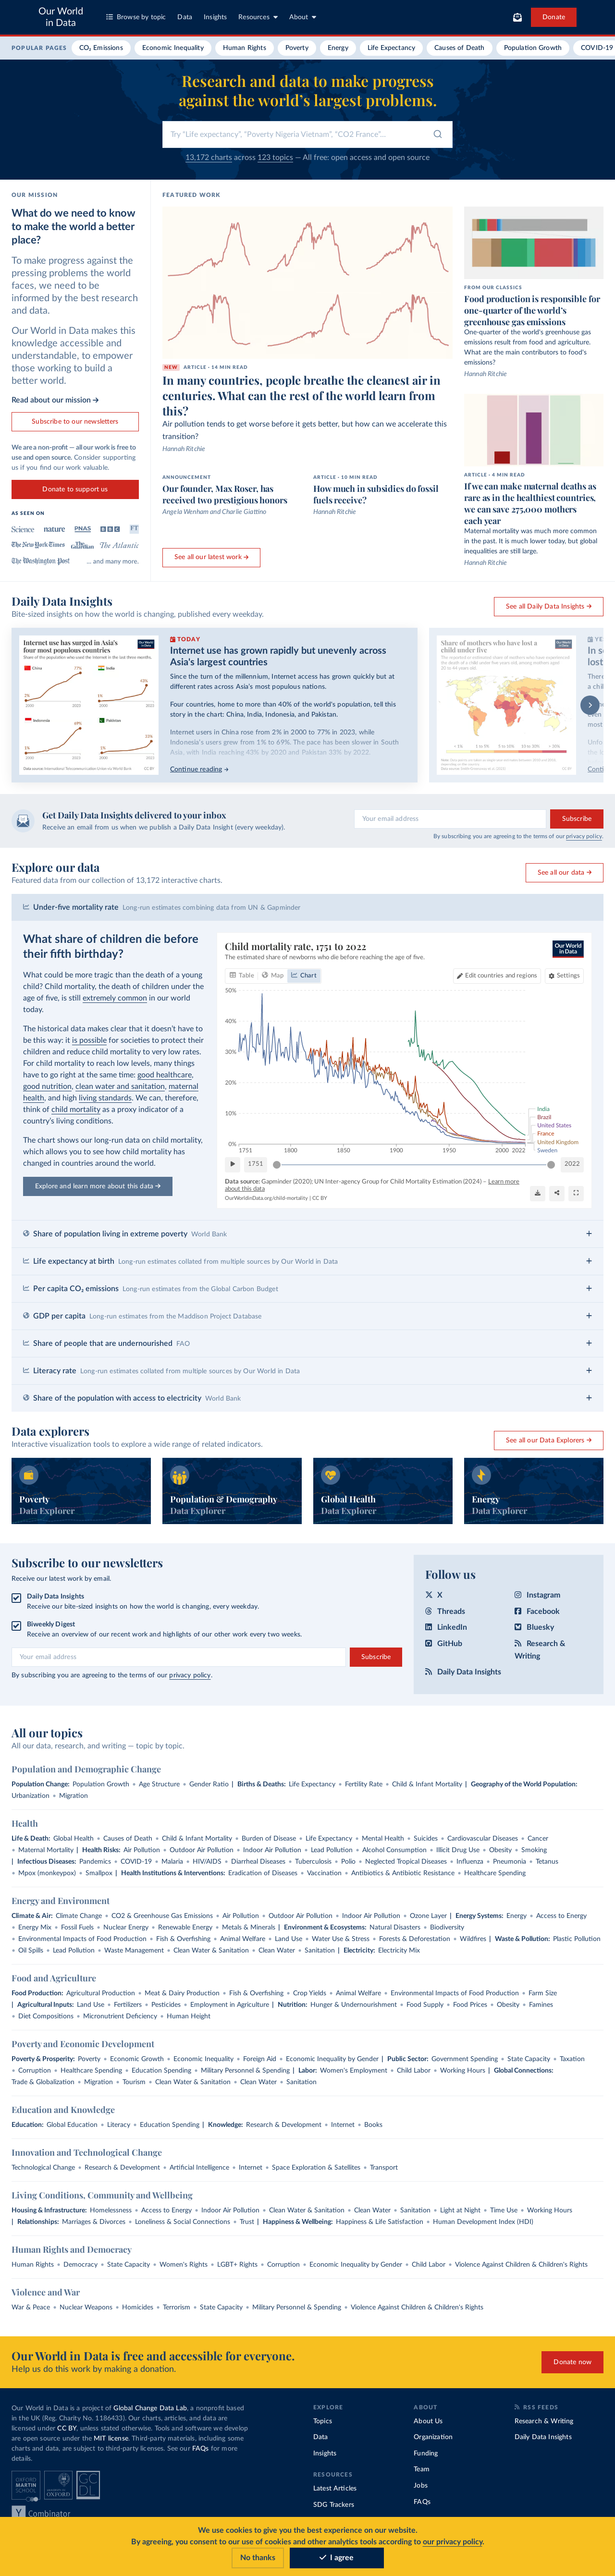 Our World
in Data
Browse by topic
Data
Insights
Resources
About
Donate
POPULAR PAGES
CO₂ Emissions
Economic Inequality
Human Rights
Poverty
Energy
Life Expectancy
Causes of Death
Population Growth
COVID-19
Research and data to make progress
against the world's largest problems.
Try "Life expectancy", "Poverty Nigeria Vietnam", "CO2 France"...
13,172 charts across 123 topics — All free: open access and open source
OUR MISSION
What do we need to know
to make the world a better
place?
To make progress against the
pressing problems the world
faces, we need to be
informed by the best research
and data.
Our World in Data makes this
knowledge accessible and
understandable, to empower
those working to build a
better world.
Read about our mission →
Subscribe to our newsletters
We are a non-profit — all our work is free to
use and open source. Consider supporting
us if you find our work valuable.
Donate to support us
AS SEEN ON
Science
nature
PNAS
BBC
FT
The New York Times
The Guardian
The Atlantic
The Washington Post
... and many more.
FEATURED WORK
NEW ARTICLE - 14 MIN READ
In many countries, people breathe the cleanest air in
centuries. What can the rest of the world learn from
this?
Air pollution tends to get worse before it gets better, but how can we accelerate this
transition?
Hannah Ritchie
ANNOUNCEMENT
Our founder, Max Roser, has
received two prestigious honors
Angela Wenham and Charlie Giattino
ARTICLE - 10 MIN READ
How much in subsidies do fossil
fuels receive?
Hannah Ritchie
See all our latest work →
FROM OUR CLASSICS
Food production is responsible for
one-quarter of the world's
greenhouse gas emissions
One-quarter of the world's greenhouse gas
emissions result from food and agriculture.
What are the main contributors to food's
emissions?
Hannah Ritchie
ARTICLE - 4 MIN READ
If we can make maternal deaths as
rare as in the healthiest countries,
we can save 275,000 mothers
each year
Maternal mortality was much more common
in the past. It is much lower today, but global
inequalities are still large.
Hannah Ritchie
Daily Data Insights
Bite-sized insights on how the world is changing, published every weekday.
See all Daily Data Insights →
Internet use has surged in Asia's
four most populous countries
China
India
Indonesia
Pakistan
TODAY
Internet use has grown rapidly but unevenly across
Asia's largest countries
Since the turn of the millennium, Internet access has grown quickly but at
different rates across Asia's most populous nations.
Four countries, home to more than 40% of the world's population, tell this
story in the chart: China, India, Indonesia, and Pakistan.
Internet users in China rose from 2% in 2000 to 77% in 2023, while
Indonesia's users grew from 1% to 69%. The pace has been slower in South
Asia, with India reaching 43% by 2020 and Pakistan 33% by 2022.
Continue reading →
Share of mothers who have lost a
child under five
Get Daily Data Insights delivered to your inbox
Receive an email from us when we publish a Daily Data Insight (every weekday).
Your email address
Subscribe
By subscribing you are agreeing to the terms of our privacy policy.
Explore our data
Featured data from our collection of 13,172 interactive charts.
See all our data →
Under-five mortality rate Long-run estimates combining data from UN & Gapminder
What share of children die before
their fifth birthday?
What could be more tragic than the death of a young
child? Child mortality, the death of children under the
age of five, is still extremely common in our world
today.
The historical data makes clear that it doesn't have to
be this way: it is possible for societies to protect their
children and reduce child mortality to very low rates.
For child mortality to reach low levels, many things
have to go right at the same time: good healthcare,
good nutrition, clean water and sanitation, maternal
health, and high living standards. We can, therefore,
think of child mortality as a proxy indicator of a
country's living conditions.
The chart shows our long-run data on child mortality,
which allows you to see how child mortality has
changed in countries around the world.
Explore and learn more about this data →
Child mortality rate, 1751 to 2022
The estimated share of newborns who die before reaching the age of five.
Our World
in Data
Table
Map
Chart
Edit countries and regions
Settings
50%
40%
30%
20%
10%
0%
1751
1800
1850
1900
1950
2000
2022
India
Brazil
United States
France
United Kingdom
Sweden
1751
2022
Data source: Gapminder (2020); UN Inter-agency Group for Child Mortality Estimation (2024) – Learn more
about this data
OurWorldinData.org/child-mortality | CC BY
Share of population living in extreme poverty World Bank
Life expectancy at birth Long-run estimates collated from multiple sources by Our World in Data
Per capita CO₂ emissions Long-run estimates from the Global Carbon Budget
GDP per capita Long-run estimates from the Maddison Project Database
Share of people that are undernourished FAO
Literacy rate Long-run estimates collated from multiple sources by Our World in Data
Share of the population with access to electricity World Bank
Data explorers
Interactive visualization tools to explore a wide range of related indicators.
See all our Data Explorers →
Poverty
Data Explorer
Population & Demography
Data Explorer
Global Health
Data Explorer
Energy
Data Explorer
Subscribe to our newsletters
Receive our latest work by email.
Daily Data Insights
Receive our bite-sized insights on how the world is changing, every weekday.
Biweekly Digest
Receive an overview of our recent work and highlights of our other work every two weeks.
Your email address
Subscribe
By subscribing you are agreeing to the terms of our privacy policy.
Follow us
X
Instagram
Threads
Facebook
LinkedIn
Bluesky
GitHub
Research &
Writing
Daily Data Insights
All our topics
All our data, research, and writing — topic by topic.
Population and Demographic Change
Population Change: Population Growth • Age Structure • Gender Ratio | Births & Deaths: Life Expectancy • Fertility Rate • Child & Infant Mortality | Geography of the World Population:
Urbanization • Migration
Health
Life & Death: Global Health • Causes of Death • Child & Infant Mortality • Burden of Disease • Life Expectancy • Mental Health • Suicides • Cardiovascular Diseases • Cancer
• Maternal Mortality | Health Risks: Air Pollution • Outdoor Air Pollution • Indoor Air Pollution • Lead Pollution • Alcohol Consumption • Illicit Drug Use • Obesity • Smoking
| Infectious Diseases: Pandemics • COVID-19 • Malaria • HIV/AIDS • Diarrheal Diseases • Tuberculosis • Polio • Neglected Tropical Diseases • Influenza • Pneumonia • Tetanus
• Mpox (monkeypox) • Smallpox | Health Institutions & Interventions: Eradication of Diseases • Vaccination • Antibiotics & Antibiotic Resistance • Healthcare Spending
Energy and Environment
Climate & Air: Climate Change • CO2 & Greenhouse Gas Emissions • Air Pollution • Outdoor Air Pollution • Indoor Air Pollution • Ozone Layer | Energy Systems: Energy • Access to Energy
• Energy Mix • Fossil Fuels • Nuclear Energy • Renewable Energy • Metals & Minerals | Environment & Ecosystems: Natural Disasters • Biodiversity
• Environmental Impacts of Food Production • Fish & Overfishing • Animal Welfare • Land Use • Water Use & Stress • Forests & Deforestation • Wildfires | Waste & Pollution: Plastic Pollution
• Oil Spills • Lead Pollution • Waste Management • Clean Water & Sanitation • Clean Water • Sanitation | Electricity: Electricity Mix
Food and Agriculture
Food Production: Agricultural Production • Meat & Dairy Production • Fish & Overfishing • Crop Yields • Animal Welfare • Environmental Impacts of Food Production • Farm Size
| Agricultural Inputs: Land Use • Fertilizers • Pesticides • Employment in Agriculture | Nutrition: Hunger & Undernourishment • Food Supply • Food Prices • Obesity • Famines
• Diet Compositions • Micronutrient Deficiency • Human Height
Poverty and Economic Development
Poverty & Prosperity: Poverty • Economic Growth • Economic Inequality • Foreign Aid • Economic Inequality by Gender | Public Sector: Government Spending • State Capacity • Taxation
• Corruption • Healthcare Spending • Education Spending • Military Personnel & Spending | Labor: Women's Employment • Child Labor • Working Hours | Global Connections:
Trade & Globalization • Migration • Tourism • Clean Water & Sanitation • Clean Water • Sanitation
Education and Knowledge
Education: Global Education • Literacy • Education Spending | Knowledge: Research & Development • Internet • Books
Innovation and Technological Change
Technological Change • Research & Development • Artificial Intelligence • Internet • Space Exploration & Satellites • Transport
Living Conditions, Community and Wellbeing
Housing & Infrastructure: Homelessness • Access to Energy • Indoor Air Pollution • Clean Water & Sanitation • Clean Water • Sanitation • Light at Night • Time Use • Working Hours
| Relationships: Marriages & Divorces • Loneliness & Social Connections • Trust | Happiness & Wellbeing: Happiness & Life Satisfaction • Human Development Index (HDI)
Human Rights and Democracy
Human Rights • Democracy • State Capacity • Women's Rights • LGBT+ Rights • Corruption • Economic Inequality by Gender • Child Labor • Violence Against Children & Children's Rights
Violence and War
War & Peace • Nuclear Weapons • Homicides • Terrorism • State Capacity • Military Personnel & Spending • Violence Against Children & Children's Rights
Our World in Data is free and accessible for everyone.
Help us do this work by making a donation.
Donate now
Our World in Data is a project of Global Change Data Lab, a nonprofit based
in the UK (Reg. Charity No. 1186433). Our charts, articles, and data are
licensed under CC BY, unless stated otherwise. Tools and software we develop
are open source under the MIT license. Third-party materials, including some
charts and data, are subject to third-party licenses. See our FAQs for more
details.
OXFORD
MARTIN
SCHOOL
UNIVERSITY OF
OXFORD
GC
DL
Y Combinator
EXPLORE
Topics
Data
Insights
RESOURCES
Latest Articles
SDG Trackers
ABOUT
About Us
Organization
Funding
Team
Jobs
FAQs
RSS FEEDS
Research & Writing
Daily Data Insights
We use cookies to give you the best experience on our website.
By agreeing, you consent to our use of cookies and other analytics tools according to our privacy policy.
No thanks
I agree